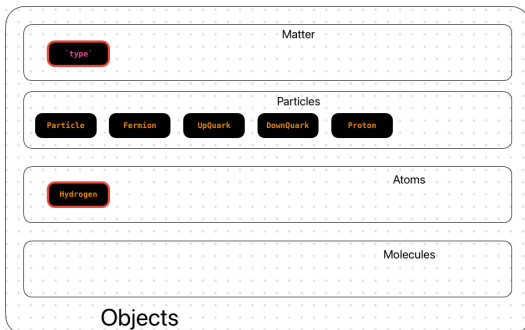 Matter
`type`
Particles
Particle Fermion UpQuark DownQuark Proton
Atoms
Hydrogen
Molecules
Objects